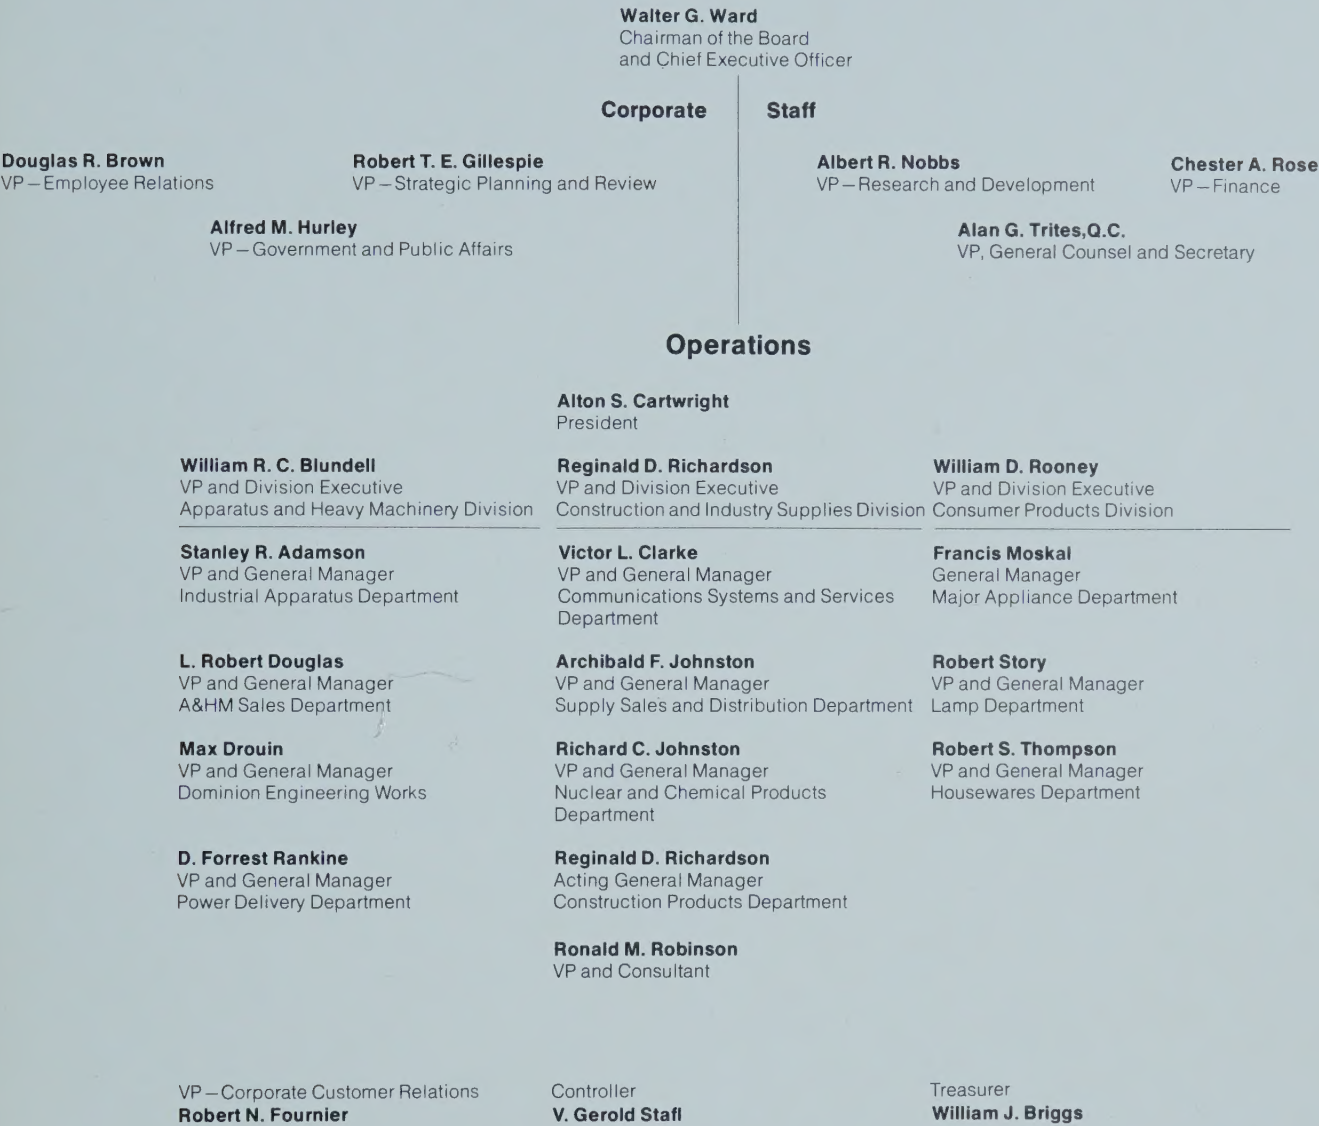 Walter G. Ward
Chairman of the Board
and Chief Executive Officer
Corporate Staff
Douglas R. Brown
VP – Employee Relations
Robert T. E. Gillespie
VP – Strategic Planning and Review
Albert R. Nobbs
VP – Research and Development
Chester A. Rose
VP – Finance
Alfred M. Hurley
VP – Government and Public Affairs
Alan G. Trites,Q.C.
VP, General Counsel and Secretary
Operations
Alton S. Cartwright
President
William R. C. Blundell
VP and Division Executive
Apparatus and Heavy Machinery Division
Reginald D. Richardson
VP and Division Executive
Construction and Industry Supplies Division
William D. Rooney
VP and Division Executive
Consumer Products Division
Stanley R. Adamson
VP and General Manager
Industrial Apparatus Department
Victor L. Clarke
VP and General Manager
Communications Systems and Services
Department
Francis Moskal
General Manager
Major Appliance Department
L. Robert Douglas
VP and General Manager
A&HM Sales Department
Archibald F. Johnston
VP and General Manager
Supply Sales and Distribution Department
Robert Story
VP and General Manager
Lamp Department
Max Drouin
VP and General Manager
Dominion Engineering Works
Richard C. Johnston
VP and General Manager
Nuclear and Chemical Products
Department
Robert S. Thompson
VP and General Manager
Housewares Department
D. Forrest Rankine
VP and General Manager
Power Delivery Department
Reginald D. Richardson
Acting General Manager
Construction Products Department
Ronald M. Robinson
VP and Consultant
VP – Corporate Customer Relations
Robert N. Fournier
Controller
V. Gerold Stafl
Treasurer
William J. Briggs